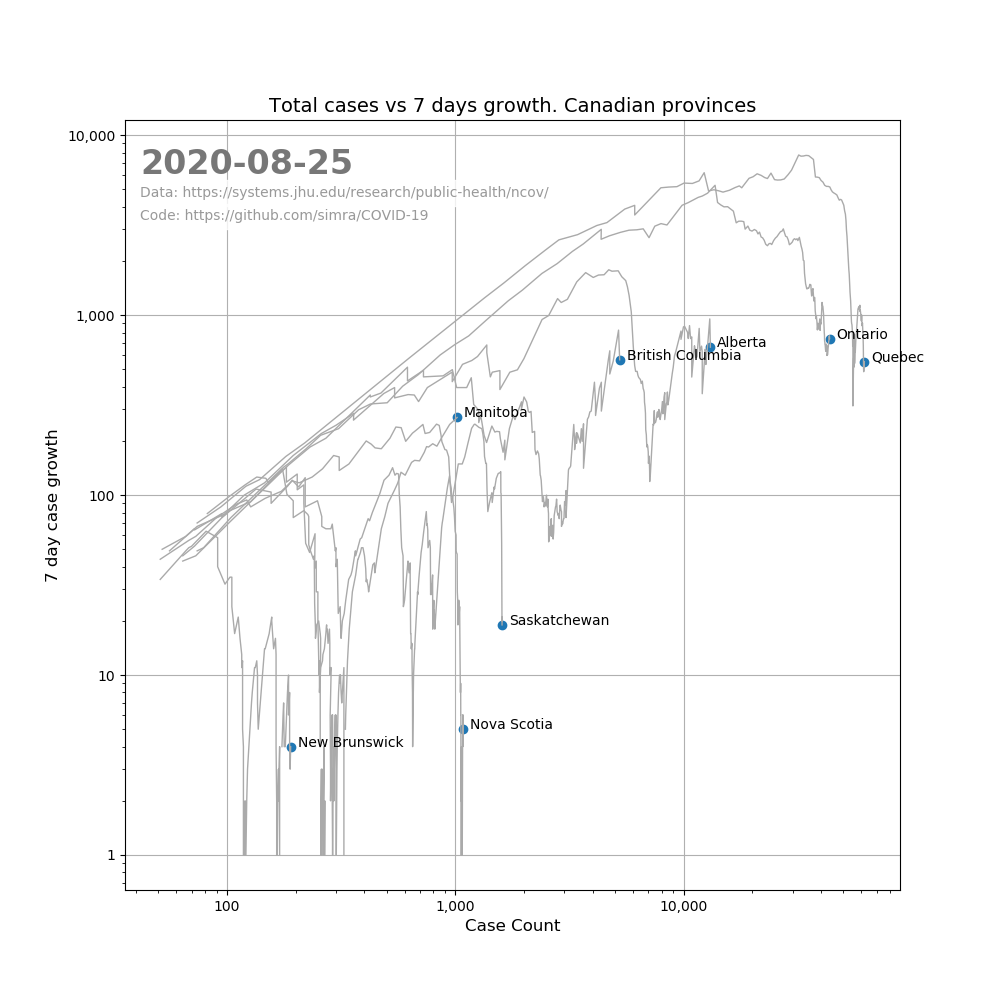 Total cases vs 7 days growth. Canadian provinces
10,000
2020-08-25
Data: https://systems.jhu.edu/research/public-health/ncov/
Code: https://github.com/simra/COVID-19
1,000
Ontario
Alberta
British Columbia
Quebec
Manitoba
100
7 day case growth
Saskatchewan
10
Nova Scotia
New Brunswick
1
100
1,000
10,000
Case Count